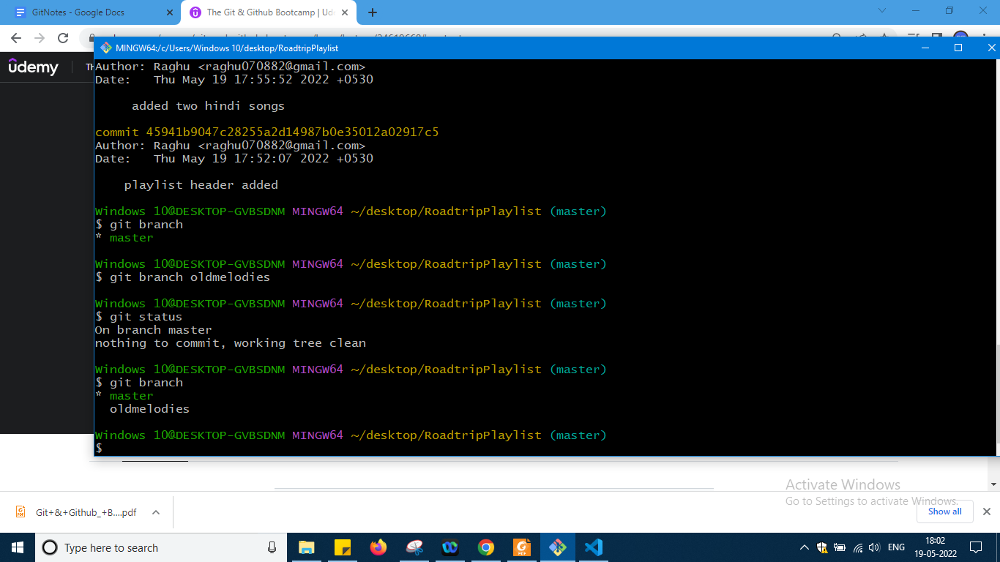 GitNotes - Google Docs
The Git & Github Bootcamp | Ud
MINGW64:/c/Users/Windows 10/desktop/RoadtripPlaylist
ûdemy
Author: Raghu <raghu070882@gmail.com>
Date:   Thu May 19 17:55:52 2022 +0530
added two hindi songs
commit 45941b9047c28255a2d14987b0e35012a02917c5
Author: Raghu <raghu070882@gmail.com>
Date:   Thu May 19 17:52:07 2022 +0530
playlist header added
Windows 10@DESKTOP-GVBSDNM MINGW64 ~/desktop/RoadtripPlaylist (master)
$ git branch
* master
Windows 10@DESKTOP-GVBSDNM MINGW64 ~/desktop/RoadtripPlaylist (master)
$ git branch oldmelodies
Windows 10@DESKTOP-GVBSDNM MINGW64 ~/desktop/RoadtripPlaylist (master)
$ git status
On branch master
nothing to commit, working tree clean
Windows 10@DESKTOP-GVBSDNM MINGW64 ~/desktop/RoadtripPlaylist (master)
$ git branch
* master
oldmelodies
Windows 10@DESKTOP-GVBSDNM MINGW64 ~/desktop/RoadtripPlaylist (master)
$
Activate Windows
Go to Settings to activate Windows.
Git+&+Github_+B....pdf
Show all
Type here to search
ENG
18:02
19-05-2022